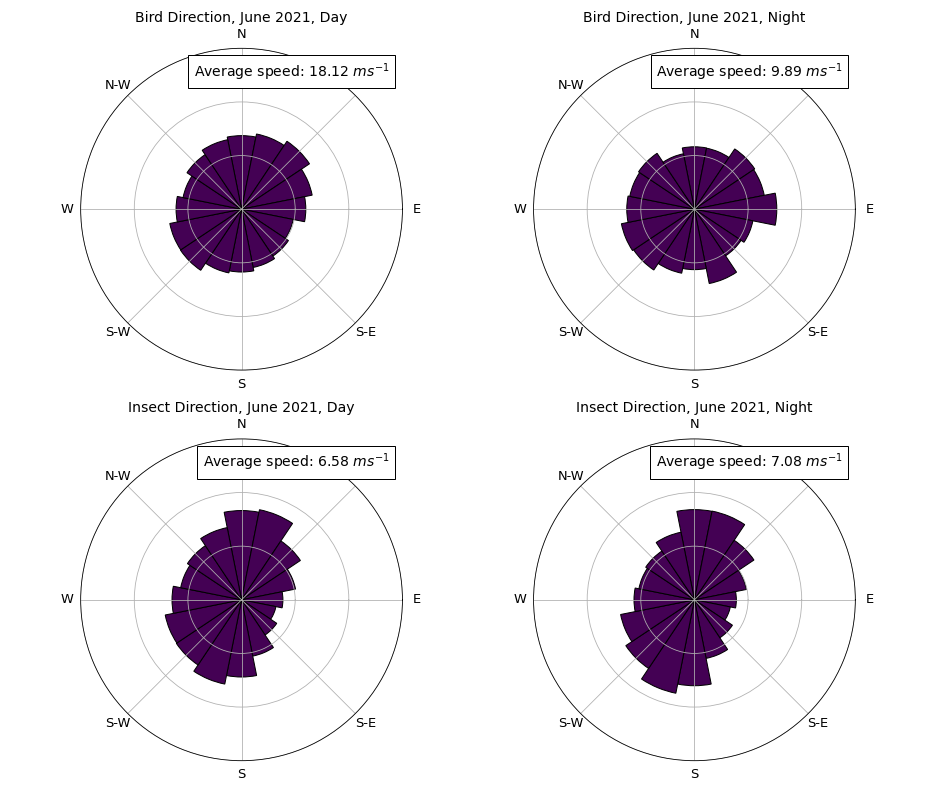 Bird Direction, June 2021, Day
N
Average speed: 18.12 ms⁻¹
N-W
W
E
S-W
S-E
S
Bird Direction, June 2021, Night
N
Average speed: 9.89 ms⁻¹
N-W
W
E
S-W
S-E
S
Insect Direction, June 2021, Day
N
Average speed: 6.58 ms⁻¹
N-W
W
E
S-W
S-E
S
Insect Direction, June 2021, Night
N
Average speed: 7.08 ms⁻¹
N-W
W
E
S-W
S-E
S